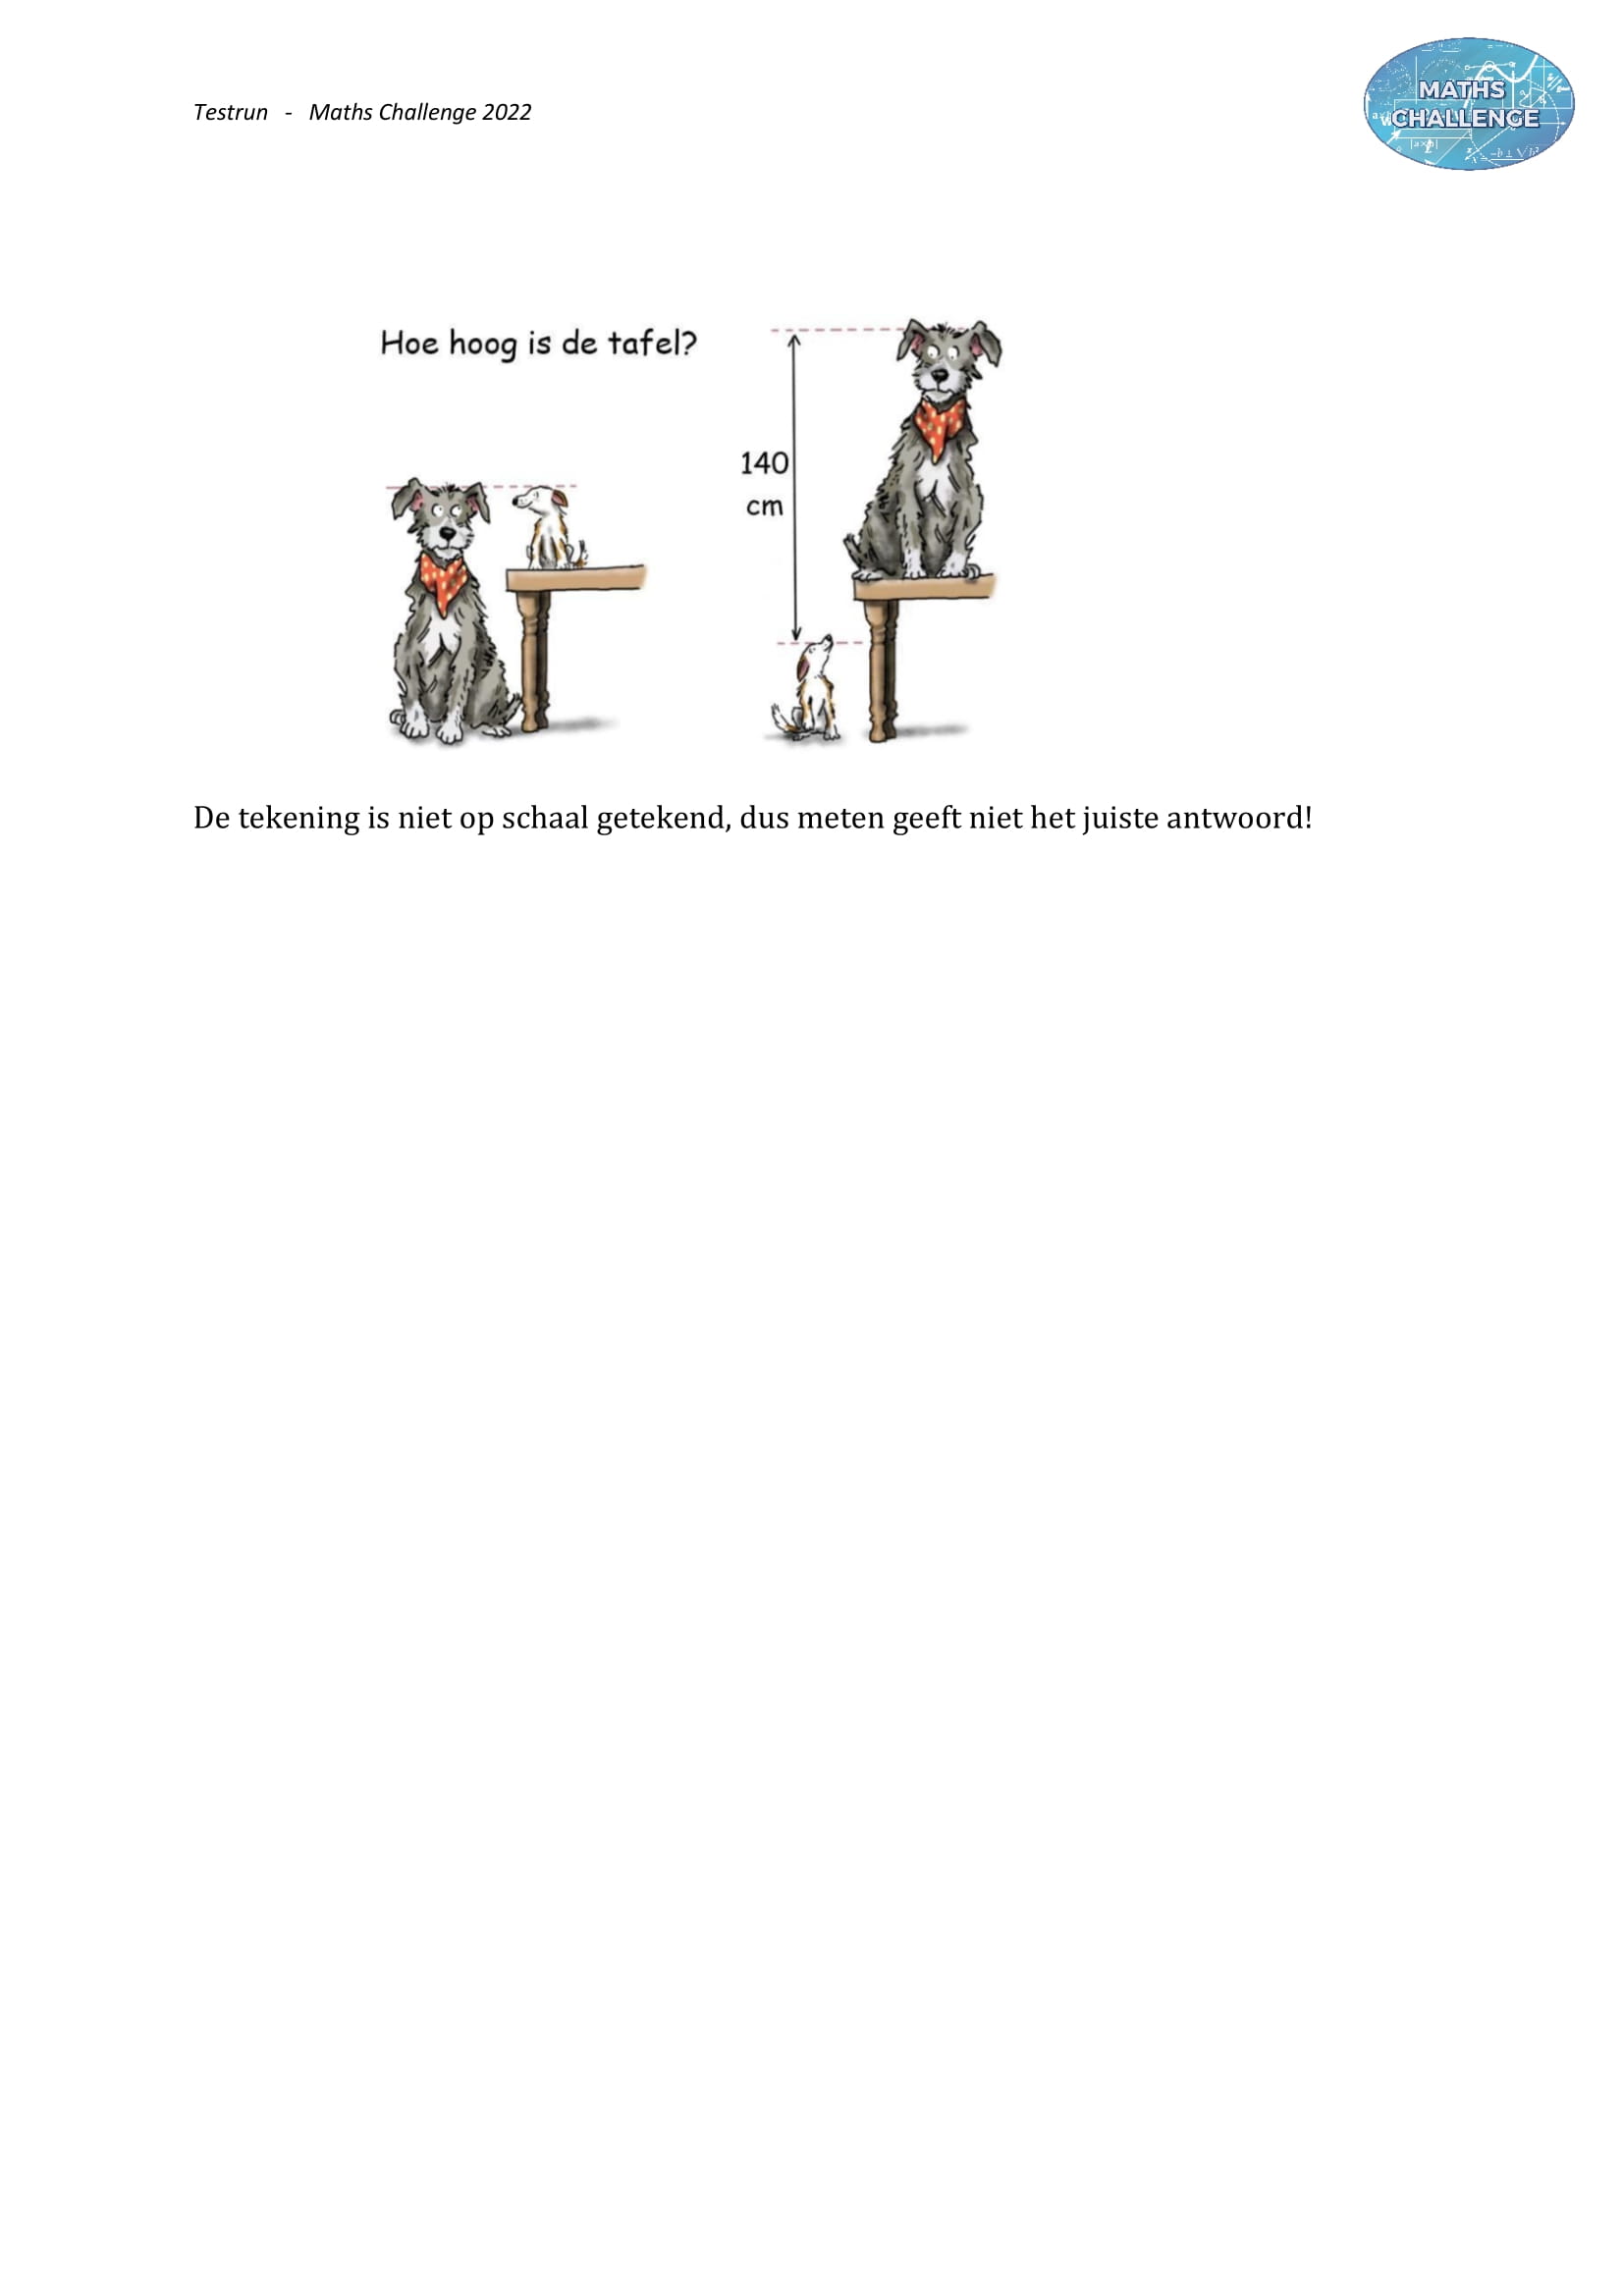 Testrun - Maths Challenge 2022
MATHS
CHALLENGE
Hoe hoog is de tafel?
140
cm
De tekening is niet op schaal getekend, dus meten geeft niet het juiste antwoord!